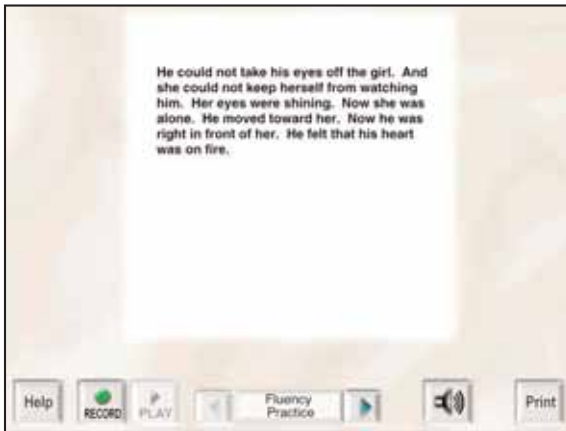 He could not take his eyes off the girl. And
she could not keep herself from watching
him. Her eyes were shining. Now she was
alone. He moved toward her. Now he was
right in front of her. He felt that his heart
was on fire.
Help
RECORD
PLAY
Fluency
Practice
Print